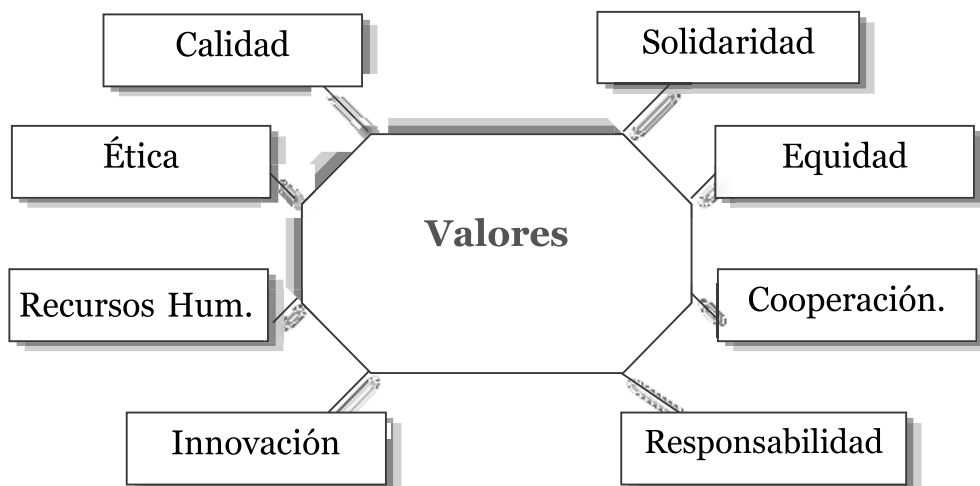 Calidad
Solidaridad
Ética
Equidad
Valores
Recursos Hum.
Cooperación.
Innovación
Responsabilidad